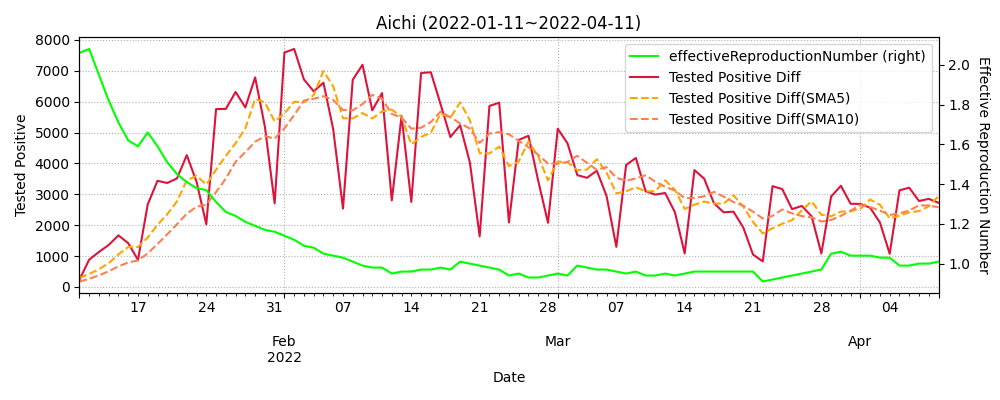 Aichi (2022-01-11~2022-04-11)
effectiveReproductionNumber (right)
Tested Positive Diff
Tested Positive Diff(SMA5)
Tested Positive Diff(SMA10)
Tested Positive
8000
7000
6000
5000
4000
3000
2000
1000
0
Effective Reproduction Number
2.0
1.8
1.6
1.4
1.2
1.0
17 24 31 07 14 21 28 07 14 21 28 04
Feb Mar Apr
2022
Date